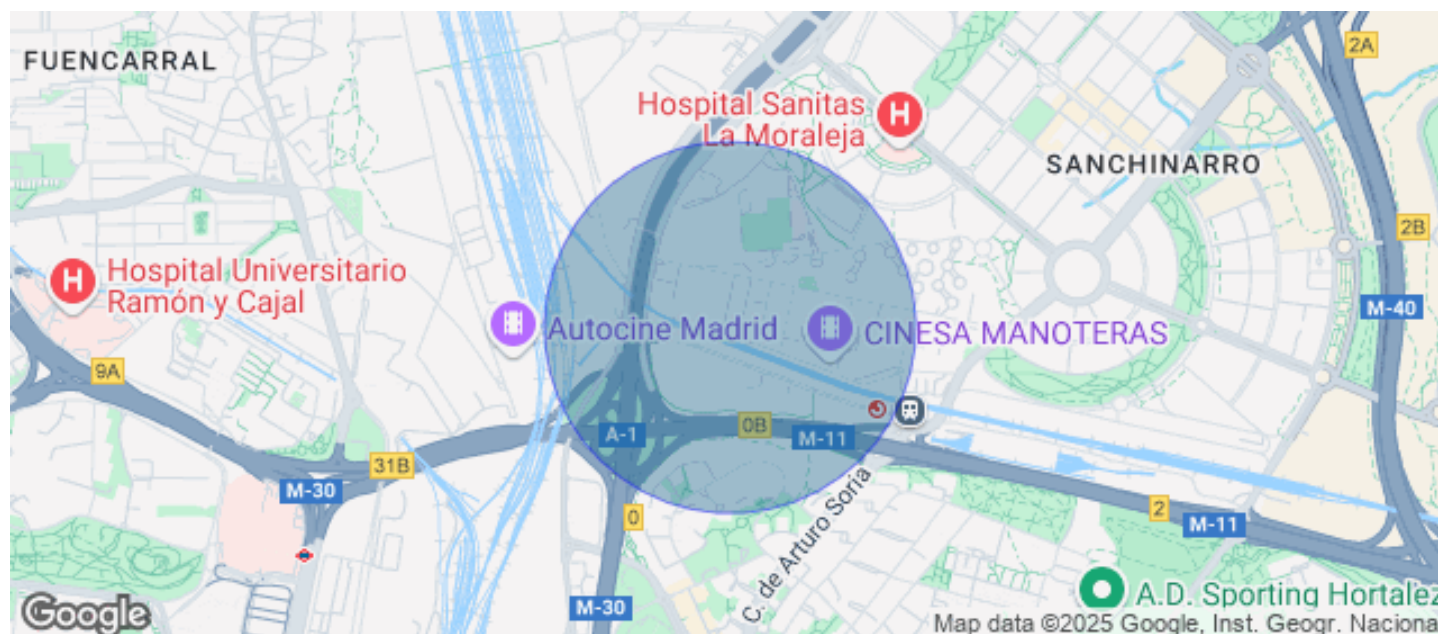 FUENCARRAL
2A
Hospital Sanitas
La Moraleja
H
SANCHINARRO
2B
H
Hospital Universitario
Ramón y Cajal
M-40
Autocine Madrid
CINESA MANOTERAS
9A
0B
A-1
M-11
31B
M-30
C. de Arturo Soria
0
2
M-11
M-30
A.D. Sporting Hortalez
Google
Map data ©2025 Google, Inst. Geogr. Naciona